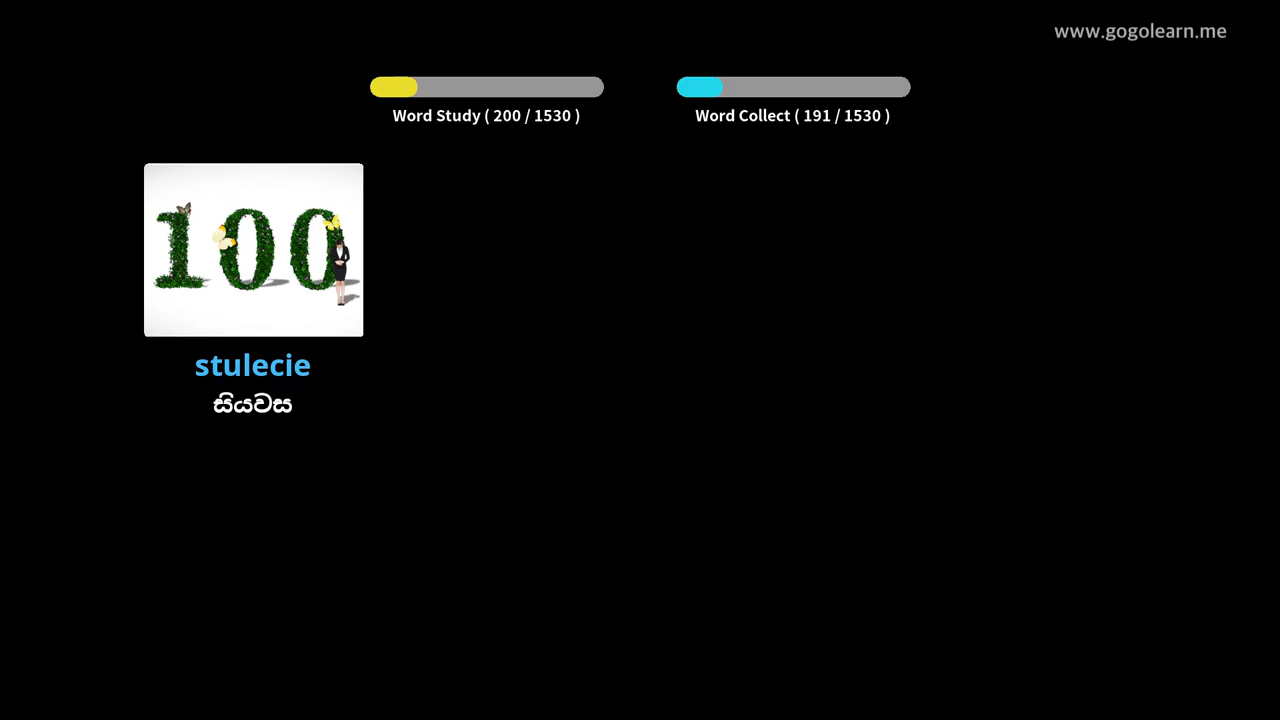 www.gogolearn.me
Word Study ( 200 / 1530 )
Word Collect ( 191 / 1530 )
100
stulecie
සියවස